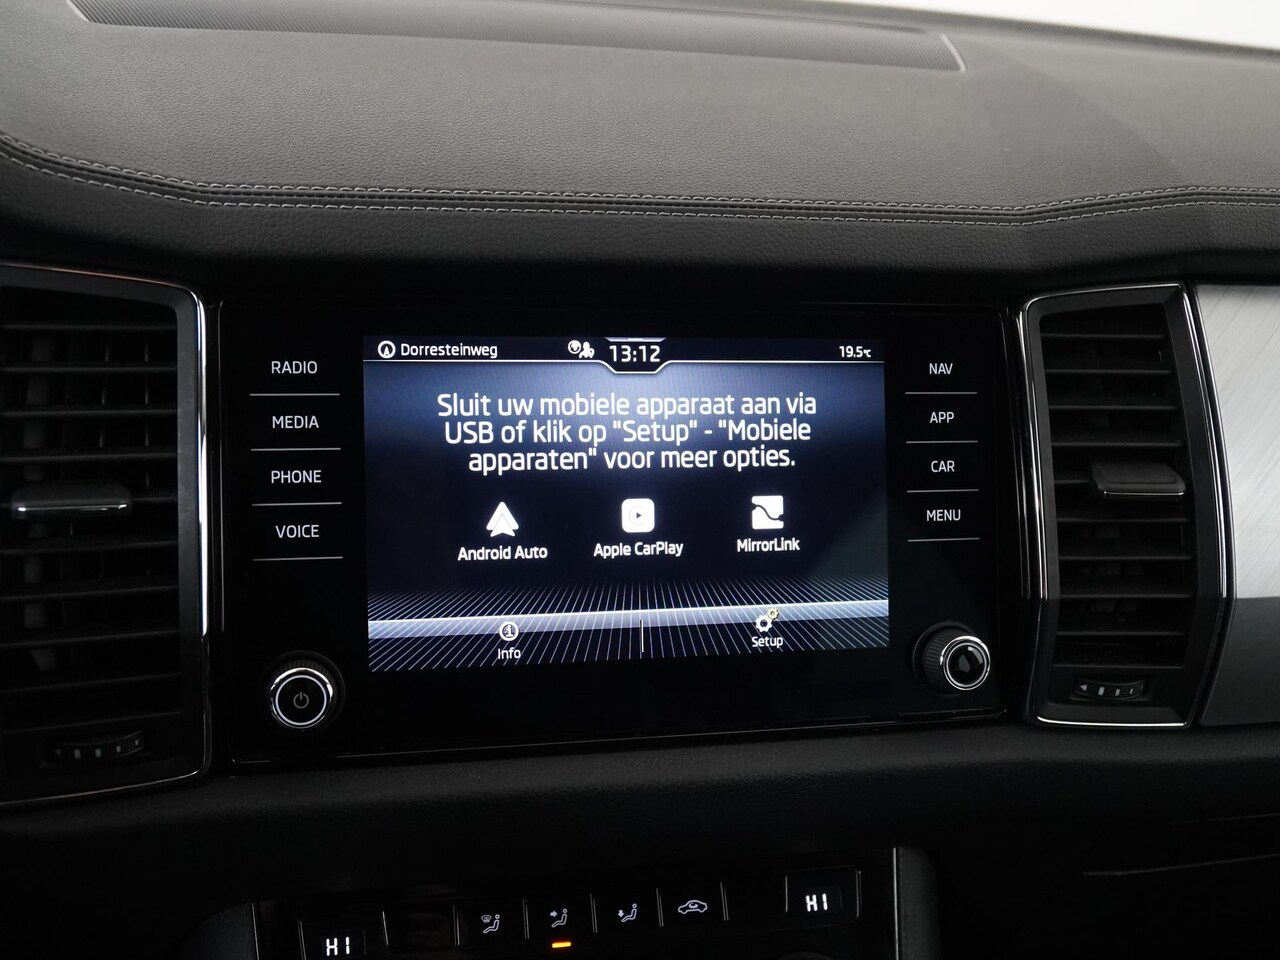 Dorresteinweg 13:12 19.5°C
RADIO
MEDIA
PHONE
VOICE
Sluit uw mobiele apparaat aan via
USB of klik op "Setup" - "Mobiele
apparaten" voor meer opties.
Android Auto
Apple CarPlay
MirrorLink
Info
Setup
NAV
APP
CAR
MENU
HI
HI